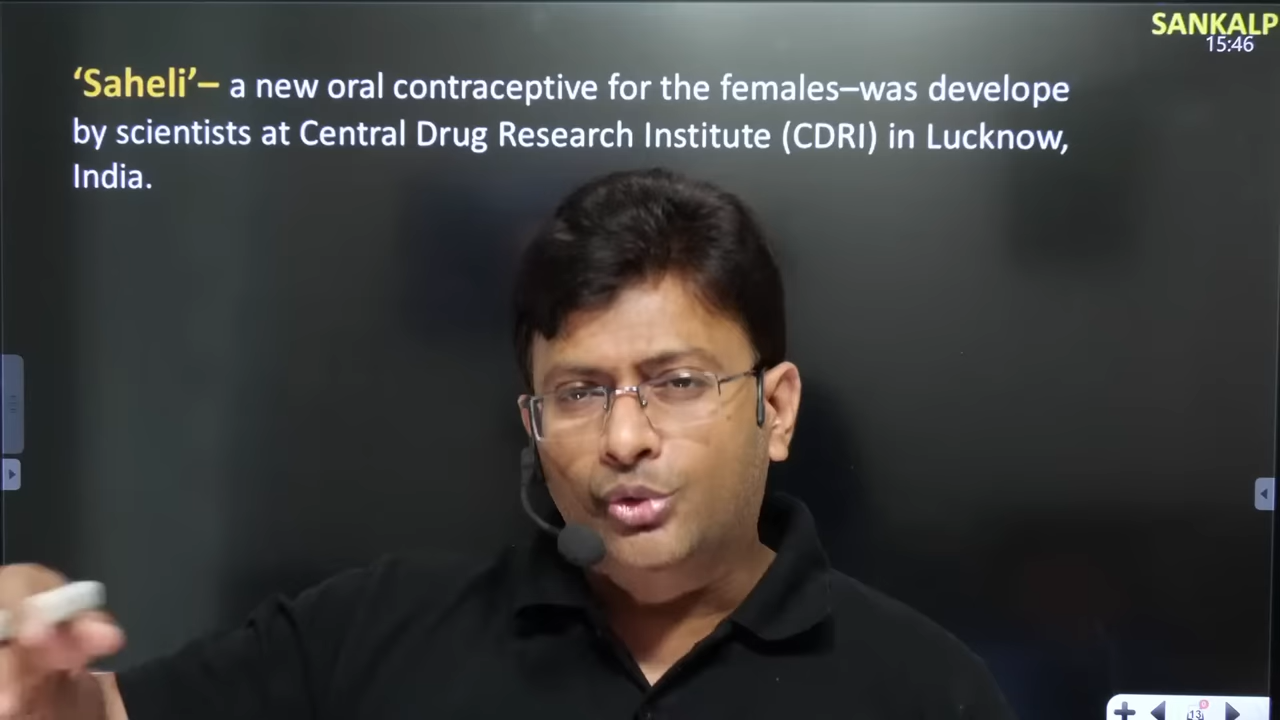 SANKALP
15:46
‘Saheli’– a new oral contraceptive for the females–was develope
by scientists at Central Drug Research Institute (CDRI) in Lucknow,
India.
13